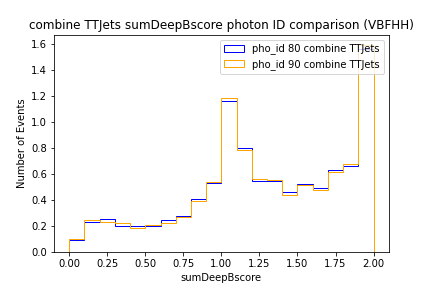 combine TTJets sumDeepBscore photon ID comparison (VBFHH)
pho_id 80 combine TTJets
pho_id 90 combine TTJets
Number of Events
1.6
1.4
1.2
1.0
0.8
0.6
0.4
0.2
0.0
0.00 0.25 0.50 0.75 1.00 1.25 1.50 1.75 2.00
sumDeepBscore